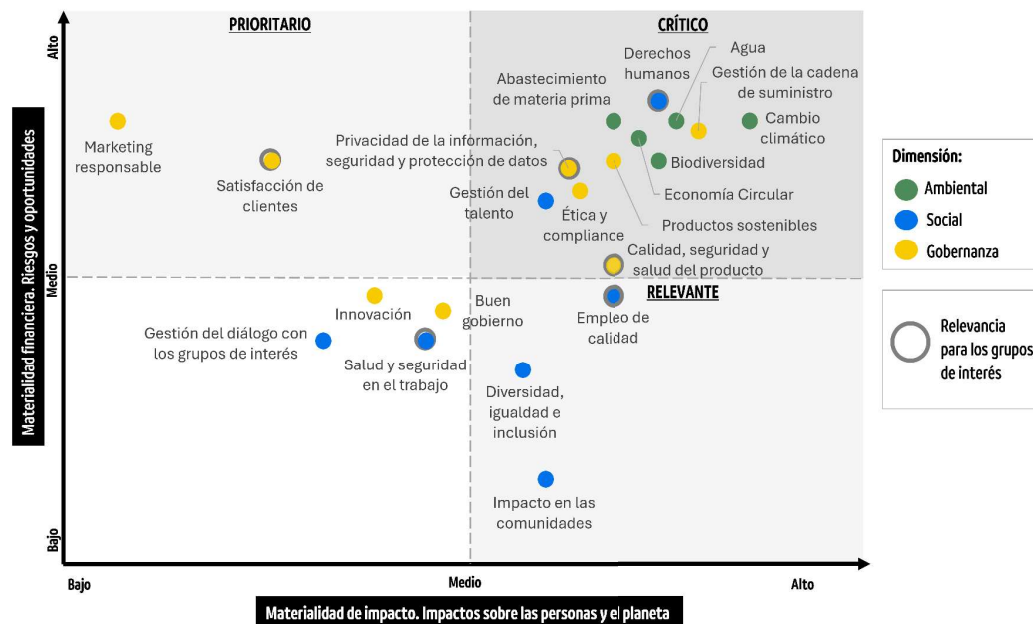 PRIORITARIO
CRÍTICO
Alto
Derechos
humanos
Agua
Gestión de la cadena
de suministro
Abastecimiento
de materia prima
Cambio
climático
Marketing
responsable
Privacidad de la información,
seguridad y protección de datos
Biodiversidad
Satisfacción de
clientes
Gestión del
talento
Economía Circular
Ética y
compliance
Productos sostenibles
Calidad, seguridad y
salud del producto
Medio
RELEVANTE
Innovación
Buen
gobierno
Empleo de
calidad
Gestión del diálogo con
los grupos de interés
Salud y seguridad
en el trabajo
Diversidad,
igualdad e
inclusión
Impacto en las
comunidades
Bajo
Materialidad financiera. Riesgos y oportunidades
Bajo
Medio
Alto
Materialidad de impacto. Impactos sobre las personas y el planeta
Dimensión:
Ambiental
Social
Gobernanza
Relevancia
para los grupos
de interés